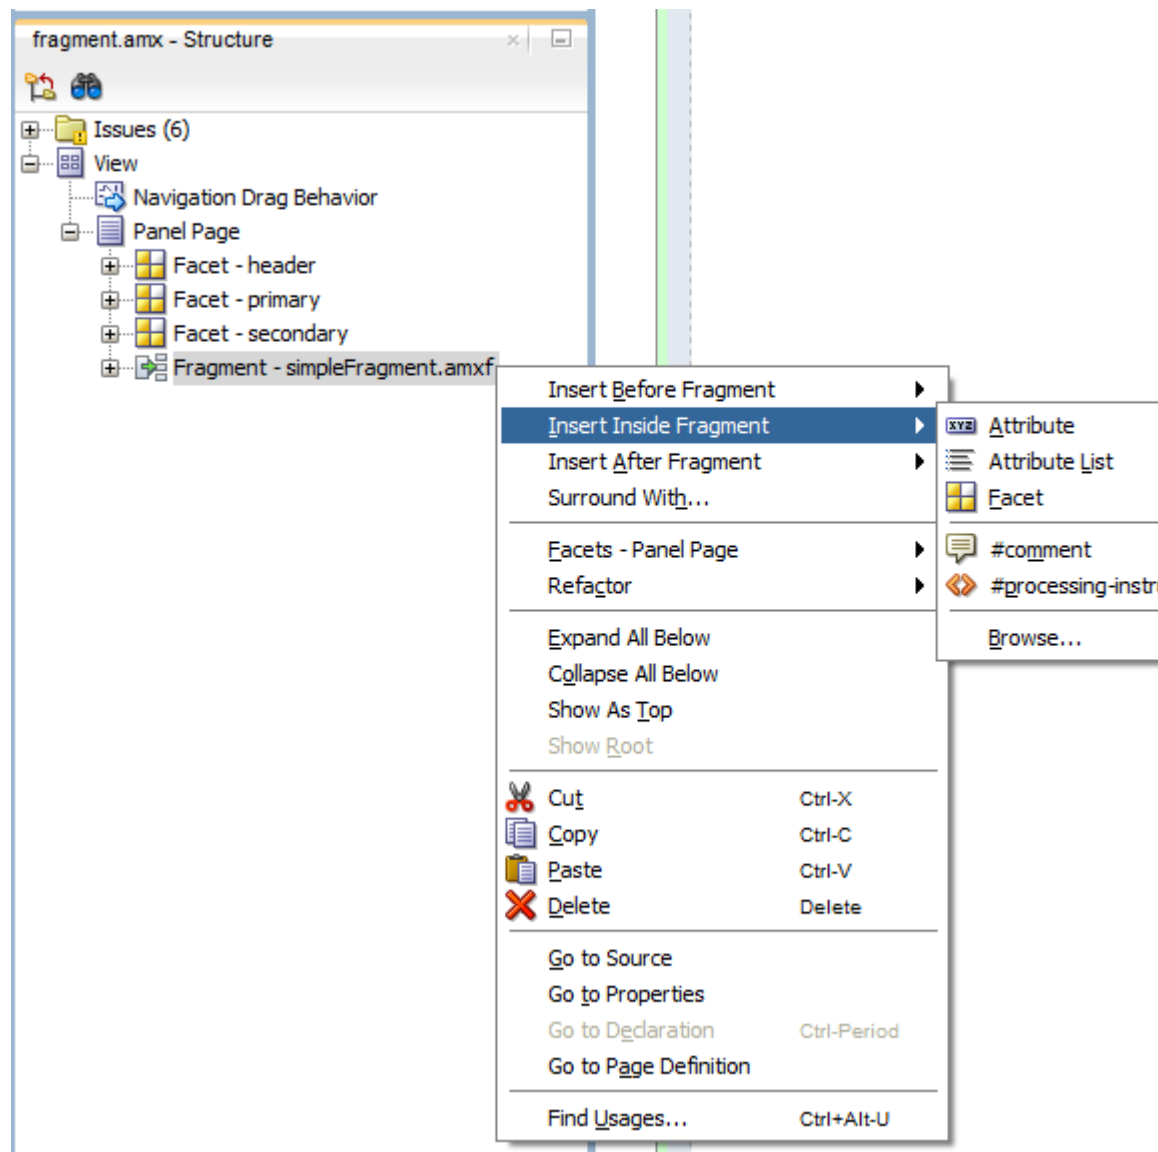 fragment.amx - Structure
Issues (6)
View
Navigation Drag Behavior
Panel Page
Facet - header
Facet - primary
Facet - secondary
Fragment - simpleFragment.amxf
Insert Before Fragment
Insert Inside Fragment
Insert After Fragment
Surround With...
Facets - Panel Page
Refactor
Expand All Below
Collapse All Below
Show As Top
Show Root
Cut Ctrl-X
Copy Ctrl-C
Paste Ctrl-V
Delete Delete
Go to Source
Go to Properties
Go to Declaration Ctrl-Period
Go to Page Definition
Find Usages... Ctrl+Alt-U
XYZ Attribute
Attribute List
Facet
#comment
#processing-instr
Browse...